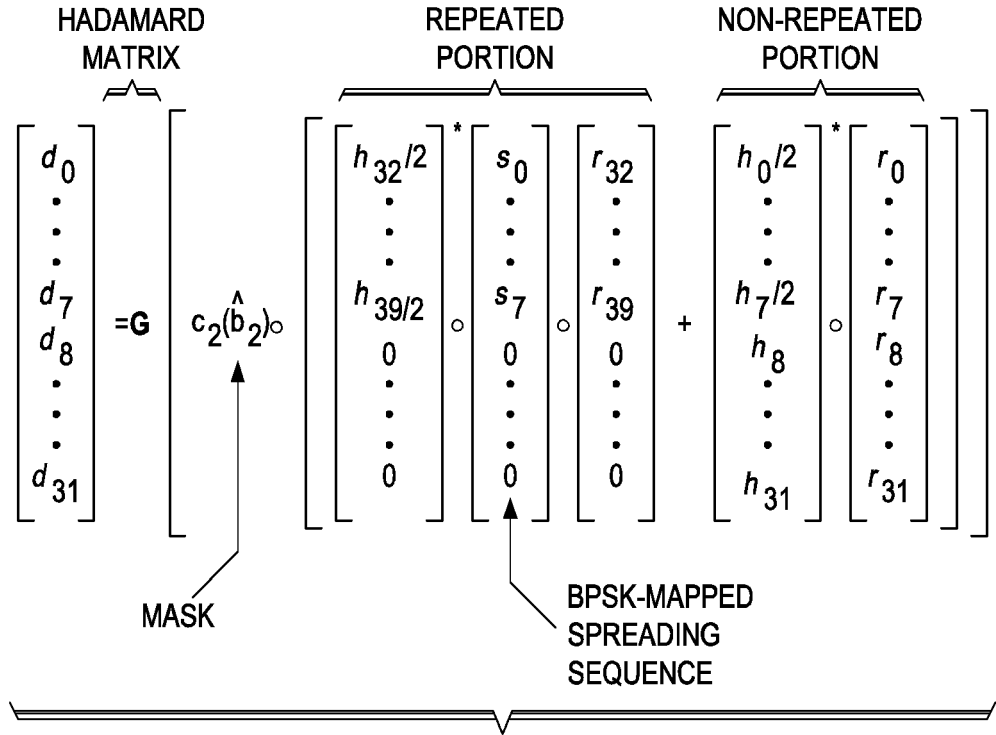 HADAMARD MATRIX
REPEATED PORTION
NON-REPEATED PORTION
* *
d0 h32/2 s0 r32 h0/2 r0
d7 h39/2 s7 r39 h7/2 r7
=G c2(b̂2)∘ ∘ ∘ + ∘
d8 0 0 0 h8 r8
d31 0 0 0 h31 r31
MASK
BPSK-MAPPED
SPREADING
SEQUENCE